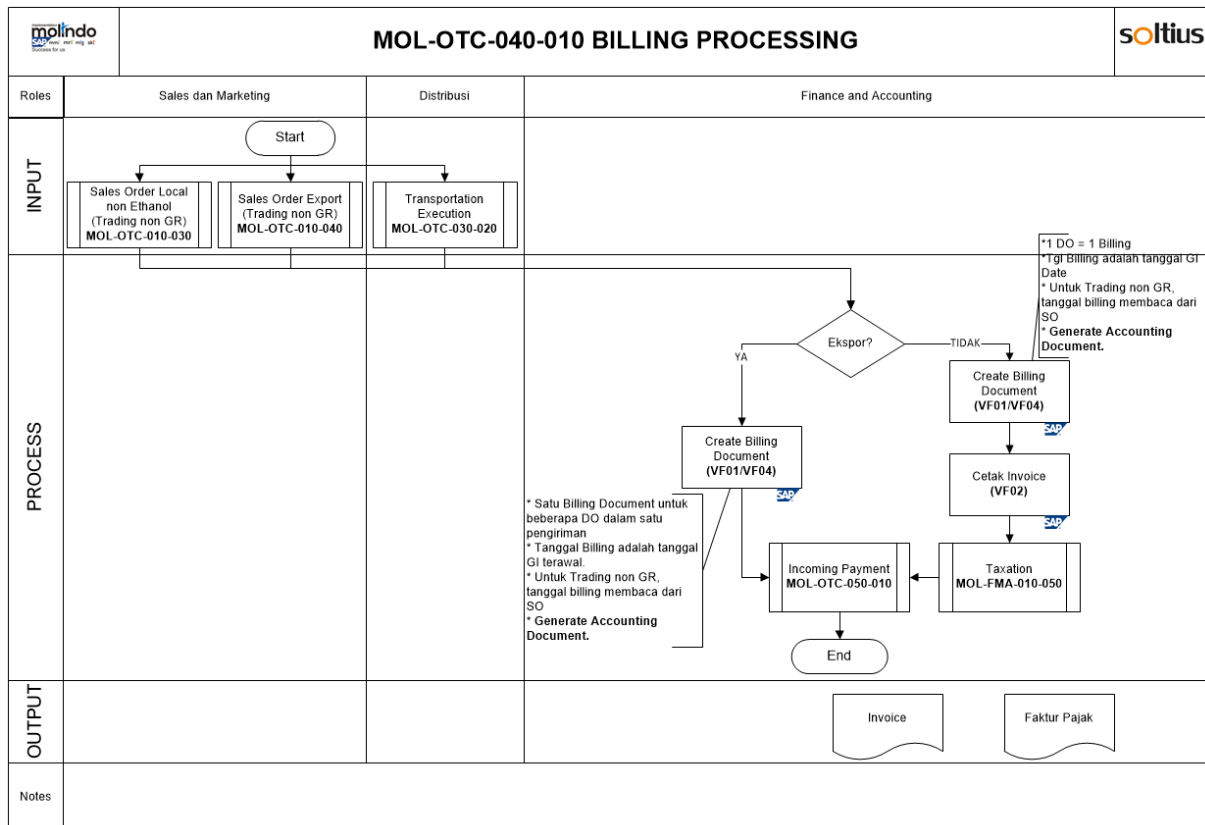 molindo
SAP
Success for us
MOL-OTC-040-010 BILLING PROCESSING
soltius
Roles
Sales dan Marketing
Distribusi
Finance and Accounting
INPUT
Start
Sales Order Local
non Ethanol
(Trading non GR)
MOL-OTC-010-030
Sales Order Export
(Trading non GR)
MOL-OTC-010-040
Transportation
Execution
MOL-OTC-030-020
*1 DO = 1 Billing
*Tgl Billing adalah tanggal GI
Date
* Untuk Trading non GR,
tanggal billing membaca dari
SO
* Generate Accounting
Document.
PROCESS
Ekspor?
YA
TIDAK
Create Billing
Document
(VF01/VF04)
SAP
Create Billing
Document
(VF01/VF04)
SAP
Cetak Invoice
(VF02)
SAP
* Satu Billing Document untuk
beberapa DO dalam satu
pengiriman
* Tanggal Billing adalah tanggal
GI terawal.
* Untuk Trading non GR,
tanggal billing membaca dari
SO
* Generate Accounting
Document.
Incoming Payment
MOL-OTC-050-010
Taxation
MOL-FMA-010-050
End
OUTPUT
Invoice
Faktur Pajak
Notes